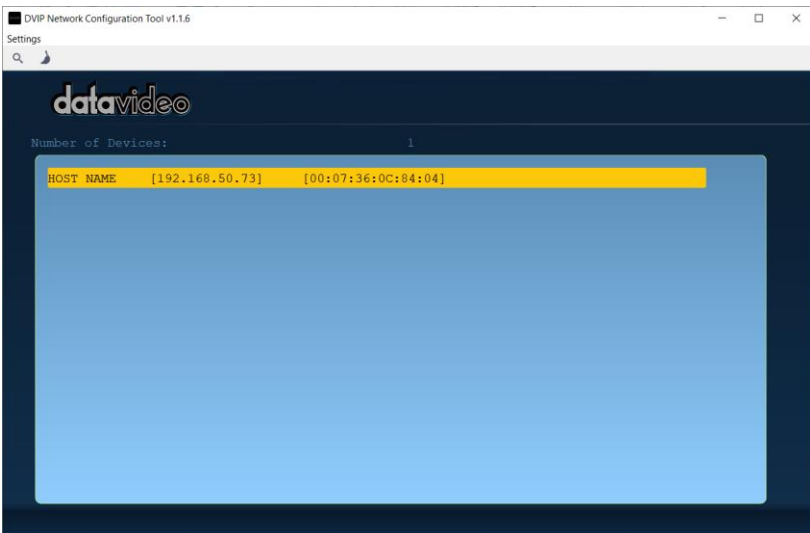 DVIP Network Configuration Tool v1.1.6
Settings
datavideo
Number of Devices: 1
HOST NAME [192.168.50.73] [00:07:36:0C:84:04]